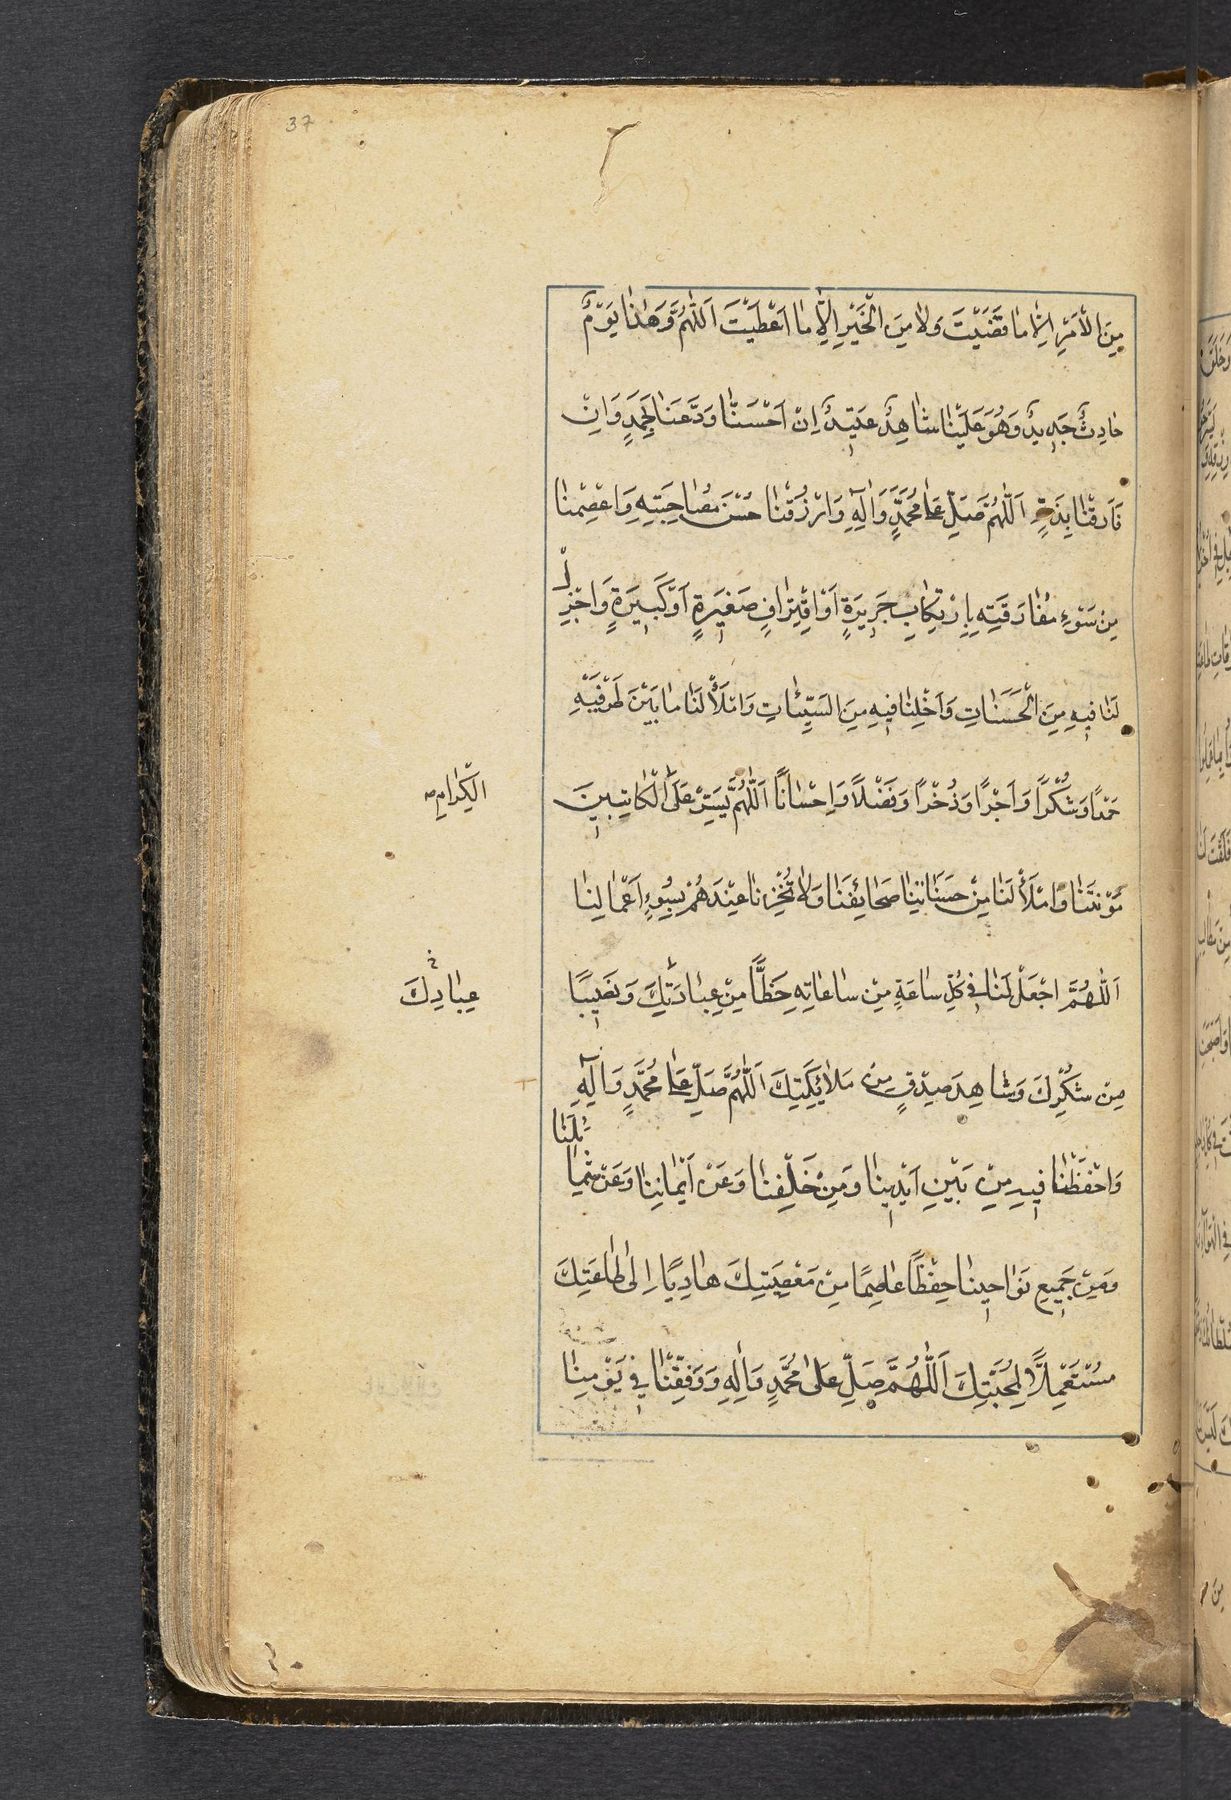 37
مِنَ الْاَمْرِ اِلَّا مٰا قَضَيْتَ وَلٰا مِنَ الْخَيْرِ اِلَّا مٰا اَعْطَيْتَ اَللّٰهُمَّ وَهٰذٰا يَوْمٌ
حٰادِثٌ جَدِيدٌ وَهُوَ عَلَيْنٰا شٰاهِدٌ عَتِيدٌ اِنْ اَحْسَنّٰا وَدَّعَنٰا بِحَمْدٍ وَاِنْ
فٰارَقَنٰا بِذَمٍّ اَللّٰهُمَّ صَلِّ عَلٰى مُحَمَّدٍ وَاٰلِهِ وَارْزُقْنٰا حُسْنَ مُصٰاحَبَتِهِ وَاعْصِمْنٰا
مِنْ سُوْءِ مُفٰارَقَتِهِ بِارْتِكٰابِ جَرِيرَةٍ اَوْ اقْتِرٰافِ صَغِيرَةٍ اَوْ كَبِيرَةٍ وَاَجْزِلْ
لَنٰا فِيهِ مِنَ الْحَسَنٰاتِ وَاَخْلِنٰا فِيهِ مِنَ السَّيِّئٰاتِ وَامْلَأْ لَنٰا مٰا بَيْنَ طَرَفَيْهِ
حَمْدًا وَشُكْرًا وَاَجْرًا وَذُخْرًا وَفَضْلًا وَاِحْسٰانًا اَللّٰهُمَّ يَسِّرْ عَلَى الْكٰاتِبِينَ
الْكِرٰامِ
مَؤُنَتَنٰا وَامْلَأْ لَنٰا مِنْ حَسَنٰاتِنٰا صَحٰائِفَنٰا وَلٰا تُخْزِنٰا عِنْدَهُمْ بِسُوءِ اَعْمٰالِنٰا
اَللّٰهُمَّ اجْعَلْ لَنٰا فِي كُلِّ سٰاعَةٍ مِنْ سٰاعٰاتِهِ حَظًّا مِنْ عِبٰادَتِكَ وَنَصِيبًا
عِبٰادِكَ
مِنْ شُكْرِكَ وَشٰاهِدَ صِدْقٍ مِنْ مَلٰائِكَتِكَ اَللّٰهُمَّ صَلِّ عَلٰى مُحَمَّدٍ وَاٰلِهِ
وَاحْفَظْنٰا فِيهِ مِنْ بَيْنِ اَيْدِينٰا وَمِنْ خَلْفِنٰا وَعَنْ اَيْمٰانِنٰا وَعَنْ شَمٰائِلِنٰا
وَمِنْ جَمِيعِ نَوٰاحِينٰا حِفْظًا عٰاصِمًا مِنْ مَعْصِيَتِكَ هٰادِيًا اِلٰى طٰاعَتِكَ
مُسْتَعْمِلًا لِمَحَبَّتِكَ اَللّٰهُمَّ صَلِّ عَلٰى مُحَمَّدٍ وَاٰلِهِ وَوَفِّقْنٰا فِي يَوْمِنٰا